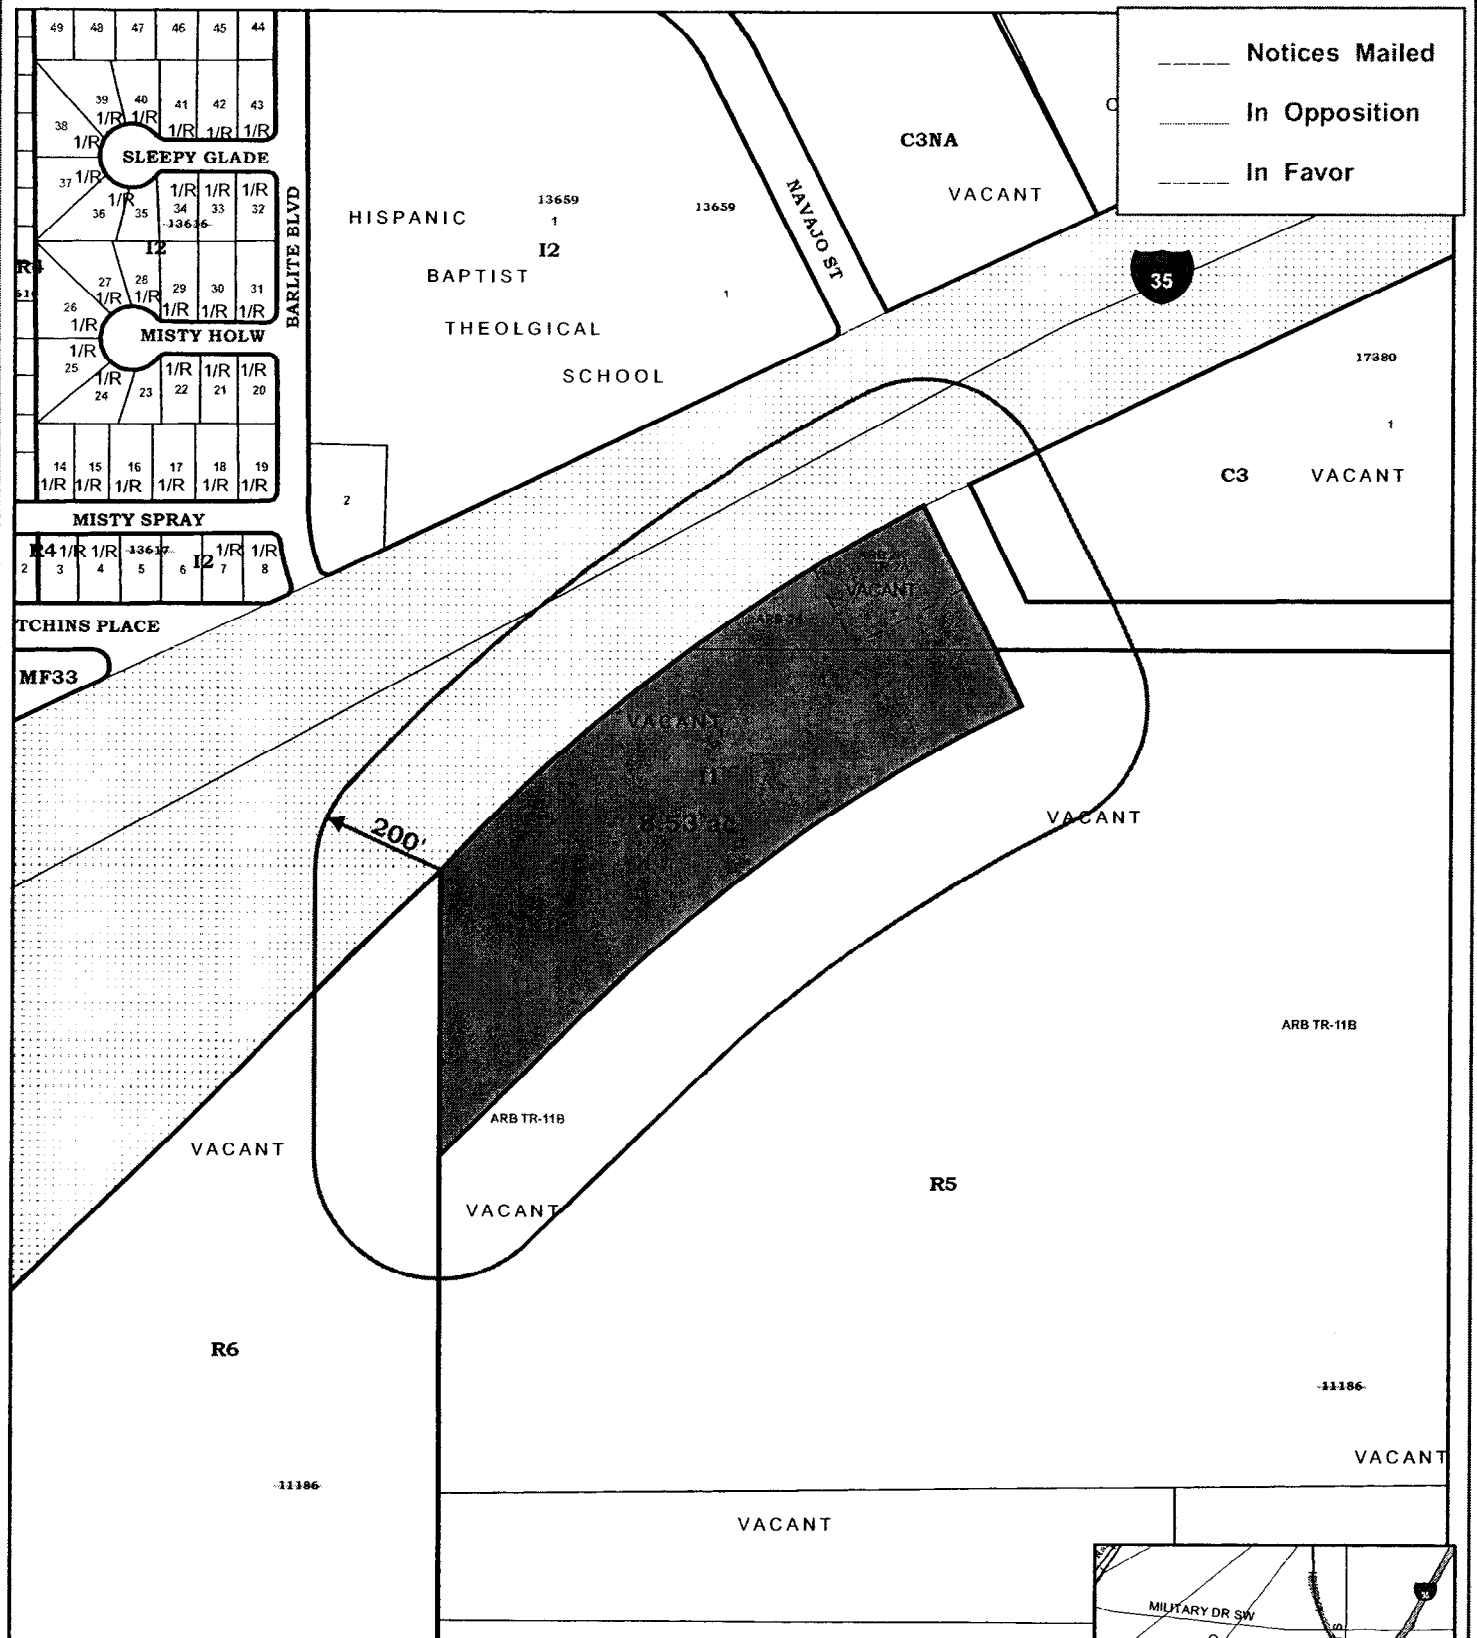 Notices Mailed
In Opposition
In Favor
49 48 47 46 45 44
39 40 41 42 43
1/R 1/R 1/R 1/R 1/R
38
1/R
SLEEPY GLADE
37 1/R
1/R 1/R 1/R 1/R
36 35 34 33 32
13616
I2
R4
27 28 29 30 31
1/R 1/R 1/R 1/R 1/R
26
1/R
MISTY HOLW
1/R
25
1/R 1/R 1/R 1/R
24 23 22 21 20
14 15 16 17 18 19
1/R 1/R 1/R 1/R 1/R 1/R
MISTY SPRAY
R4 1/R 1/R 13617 I2 1/R 1/R
2 3 4 5 6 7 8
TCHINS PLACE
MF33
BARLITE BLVD
HISPANIC
BAPTIST
THEOLGICAL
SCHOOL
13659
1
I2
13659
1
2
NAVAJO ST
C3NA
VACANT
35
17380
1
C3 VACANT
VACANT
VACANT
I1
8.53 ac
200'
VACANT
ARB TR-11B
ARB TR-11B
VACANT
VACANT
R5
R6
11186
11186
VACANT
VACANT
MILITARY DR SW